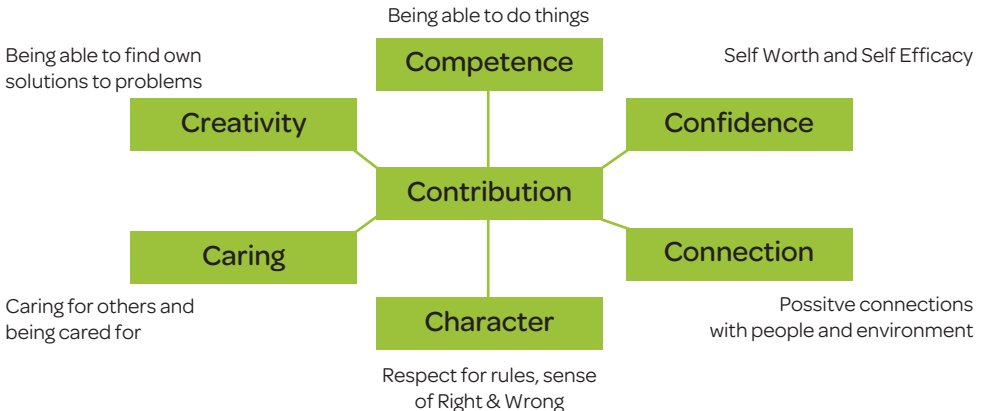 Being able to do things
Competence
Being able to find own
solutions to problems
Creativity
Self Worth and Self Efficacy
Confidence
Contribution
Caring
Caring for others and
being cared for
Connection
Possitve connections
with people and environment
Character
Respect for rules, sense
of Right & Wrong